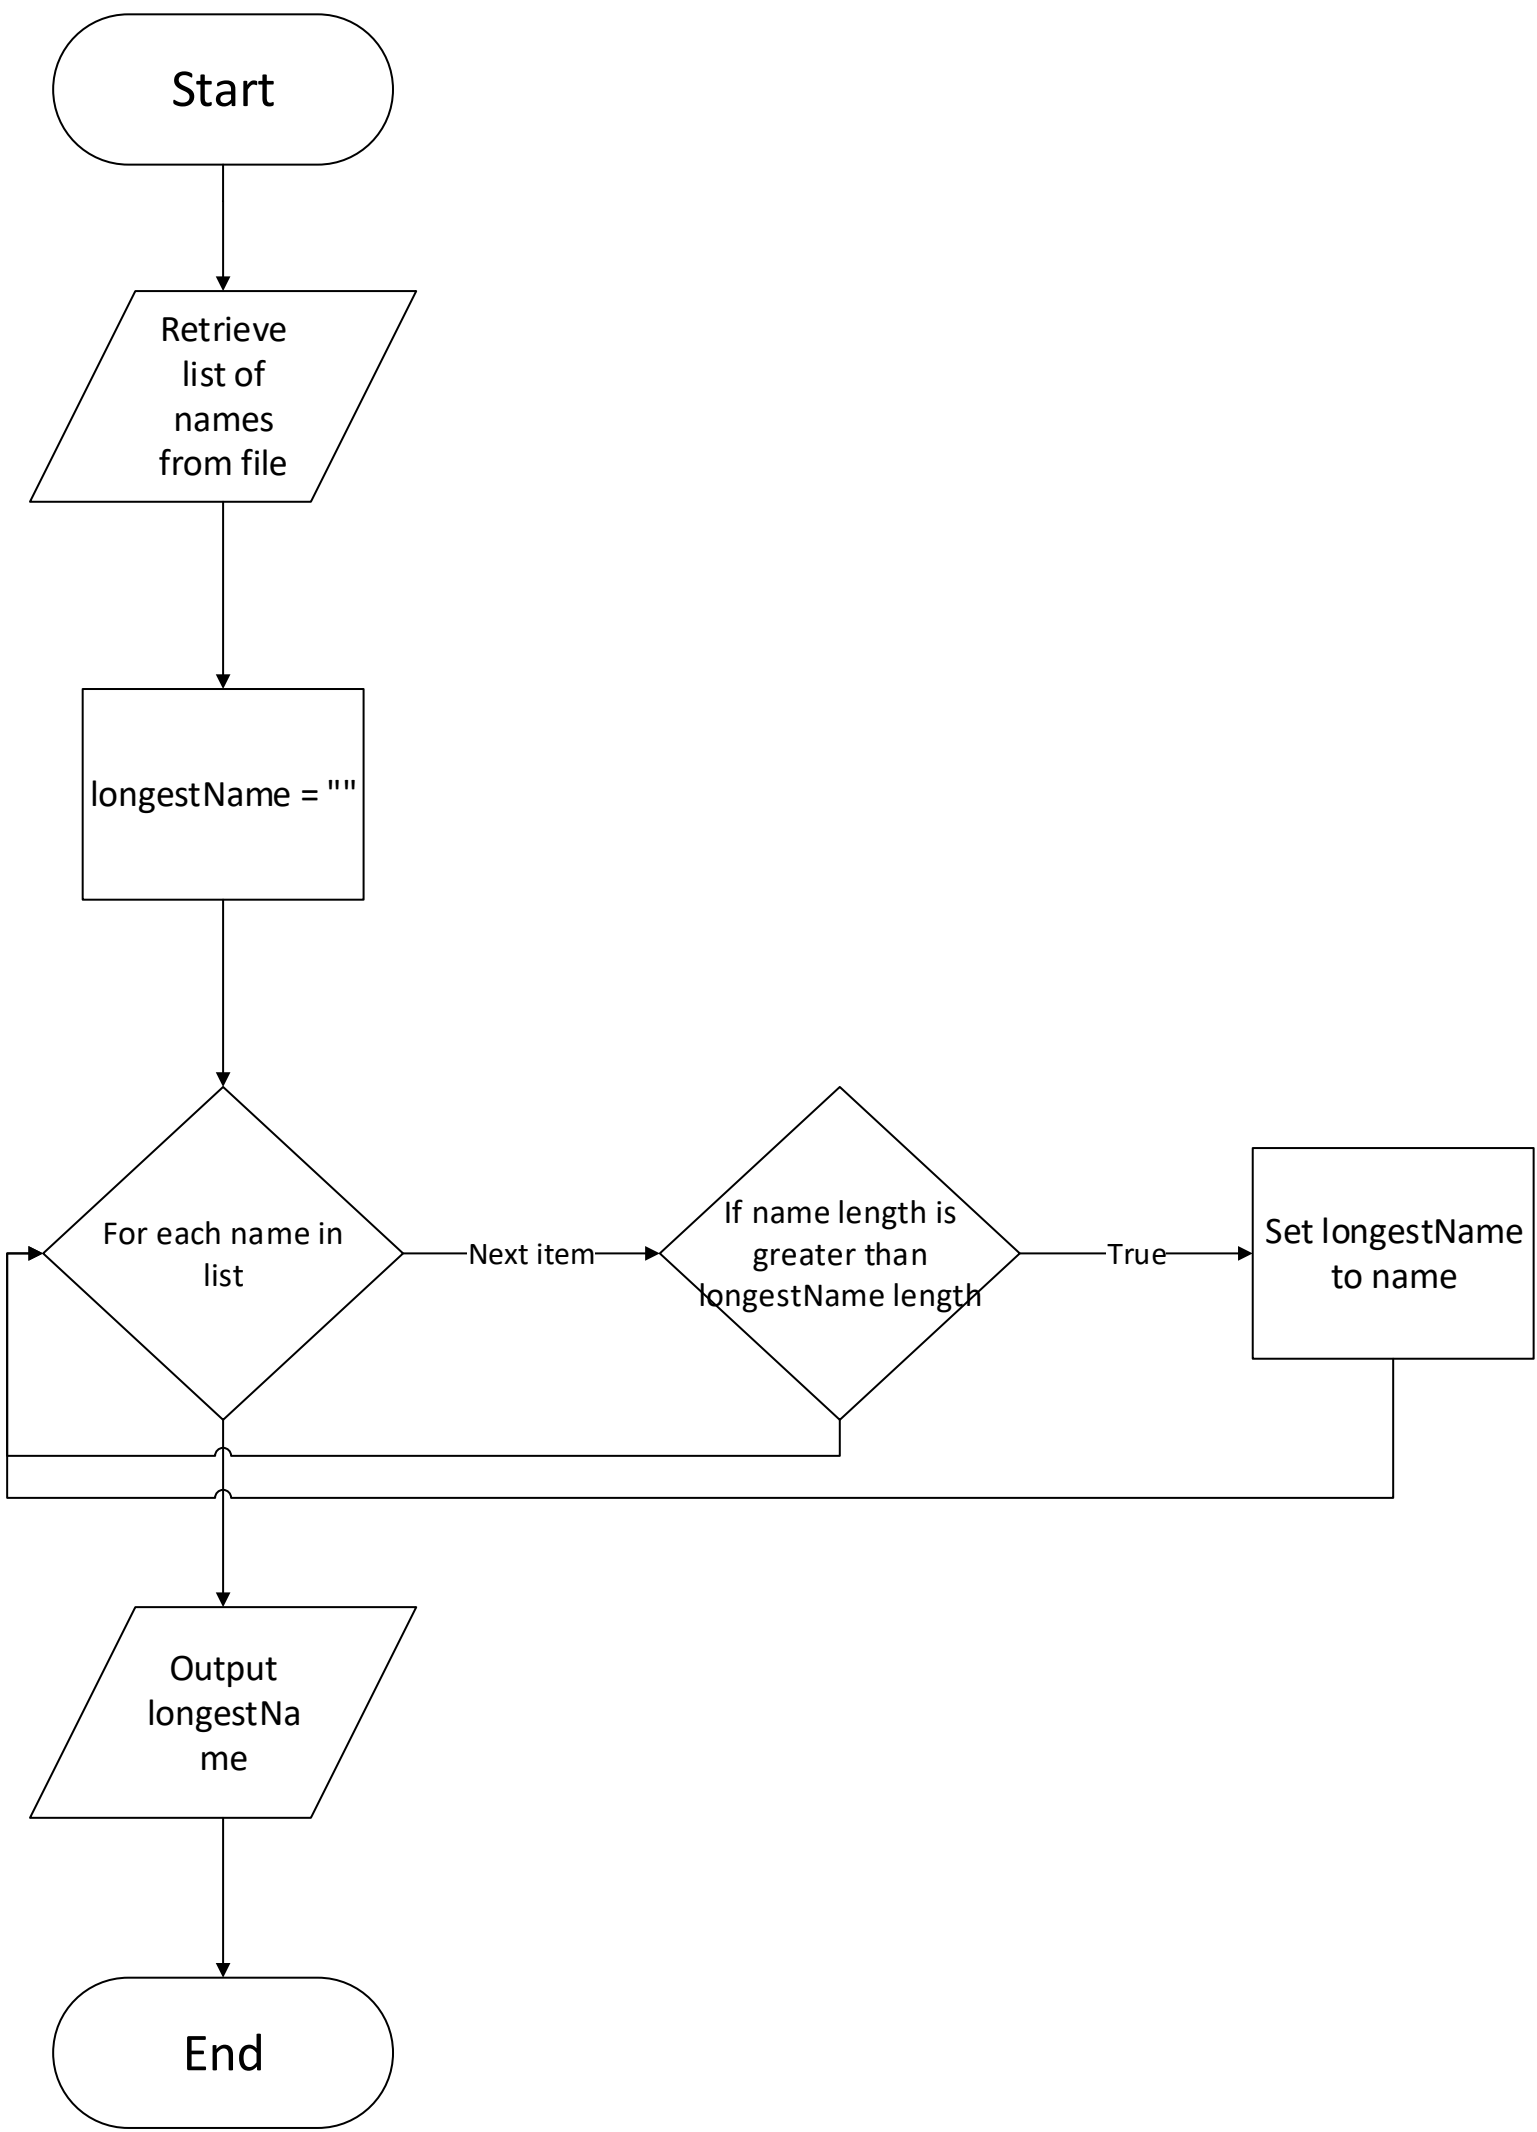 Start
Retrieve
list of
names
from file
longestName = ""
For each name in
list
Next item
If name length is
greater than
longestName length
True
Set longestName
to name
Output
longestNa
me
End